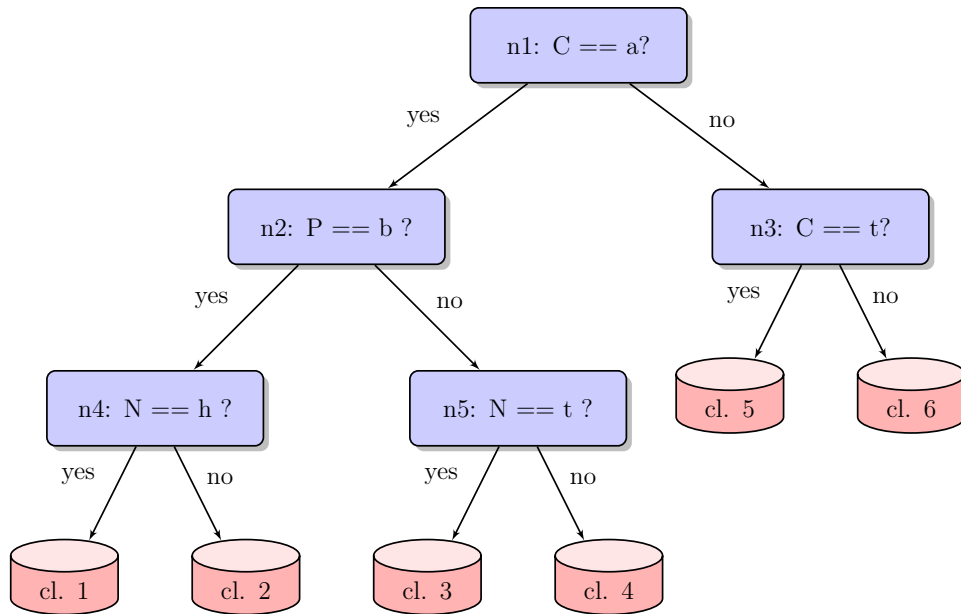 n1: C == a?
yes
no
n2: P == b ?
n3: C == t?
yes
no
yes
no
n4: N == h ?
n5: N == t ?
cl. 5
cl. 6
yes
no
yes
no
cl. 1
cl. 2
cl. 3
cl. 4